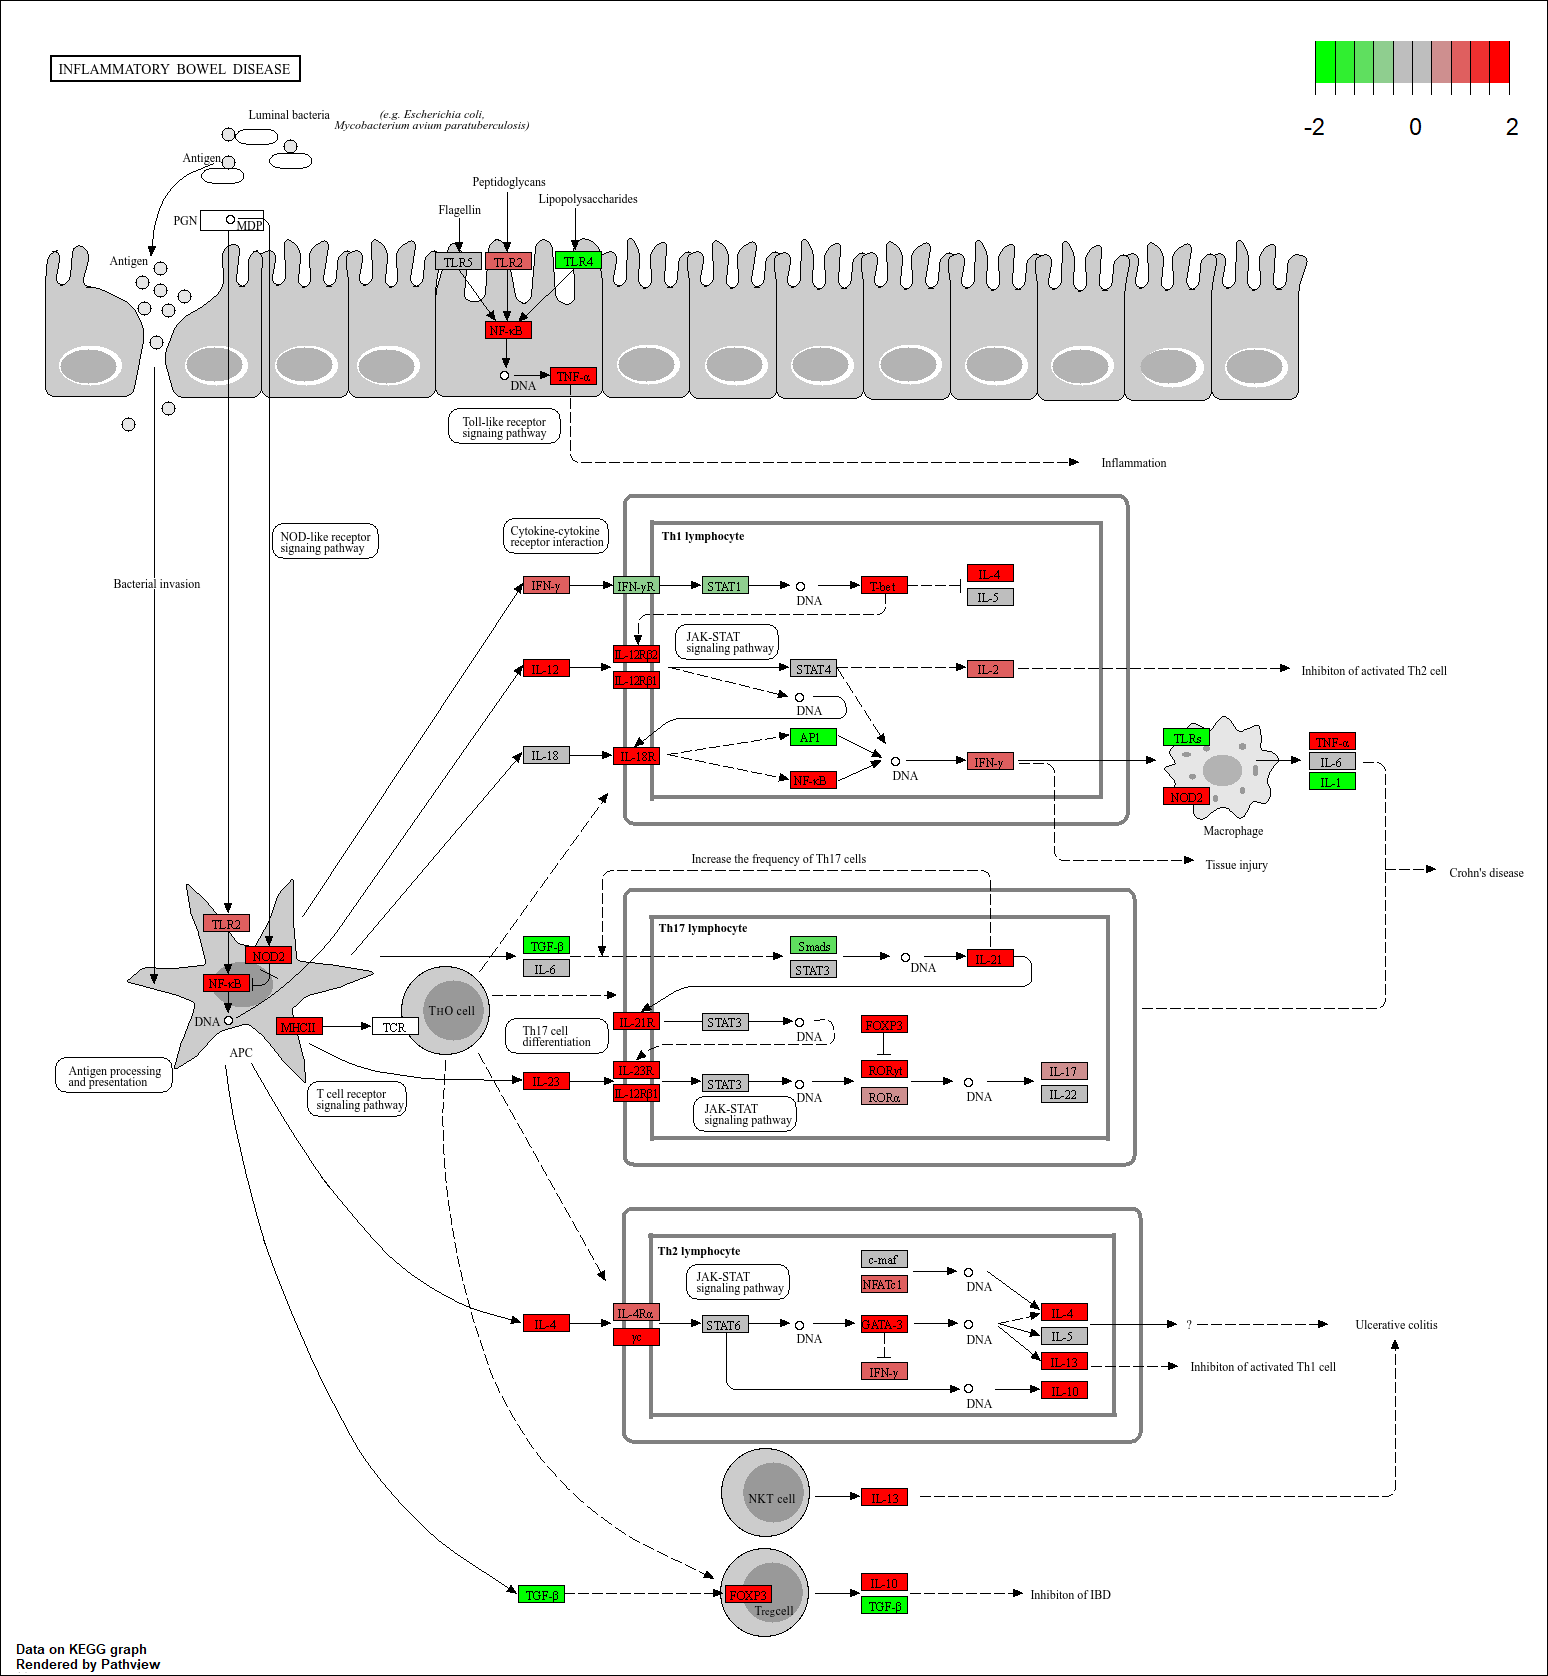 INFLAMMATORY BOWEL DISEASE
-2
0
2
Luminal bacteria
(e.g. Escherichia coli,
Mycobacterium avium paratuberculosis)
Antigen
PGN
MDP
Peptidoglycans
Lipopolysaccharides
Flagellin
Antigen
TLR5
TLR2
TLR4
NF-κB
DNA
TNF-α
Toll-like receptor
signaing pathway
Inflammation
NOD-like receptor
signaing pathway
Cytokine-cytokine
receptor interaction
Bacterial invasion
Th1 lymphocyte
IFN-γ
IFN-γR
STAT1
DNA
T-bet
IL-4
IL-5
JAK-STAT
signaling pathway
IL-12
IL-12Rβ2
IL-12Rβ1
STAT4
DNA
IL-2
Inhibiton of activated Th2 cell
IL-18
IL-18R
AP1
NF-κB
DNA
IFN-γ
TLRs
NOD2
Macrophage
TNF-α
IL-6
IL-1
Tissue injury
Crohn's disease
Increase the frequency of Th17 cells
TLR2
NOD2
NF-κB
DNA
MHCII
TCR
APC
TH0 cell
Antigen processing
and presentation
T cell receptor
signaling pathway
Th17 cell
differentiation
Th17 lymphocyte
TGF-β
IL-6
Smads
STAT3
DNA
IL-21
IL-21R
STAT3
DNA
FOXP3
IL-23
IL-23R
IL-12Rβ1
STAT3
DNA
RORγt
RORα
DNA
IL-17
IL-22
JAK-STAT
signaling pathway
Th2 lymphocyte
JAK-STAT
signaling pathway
c-maf
NFATc1
DNA
IL-4
IL-4Rα
γc
STAT6
DNA
GATA-3
DNA
IFN-γ
IL-4
IL-5
IL-13
IL-10
DNA
?
Ulcerative colitis
Inhibiton of activated Th1 cell
NKT cell
IL-13
TGF-β
FOXP3
Treg cell
IL-10
TGF-β
Inhibiton of IBD
Data on KEGG graph
Rendered by Pathview